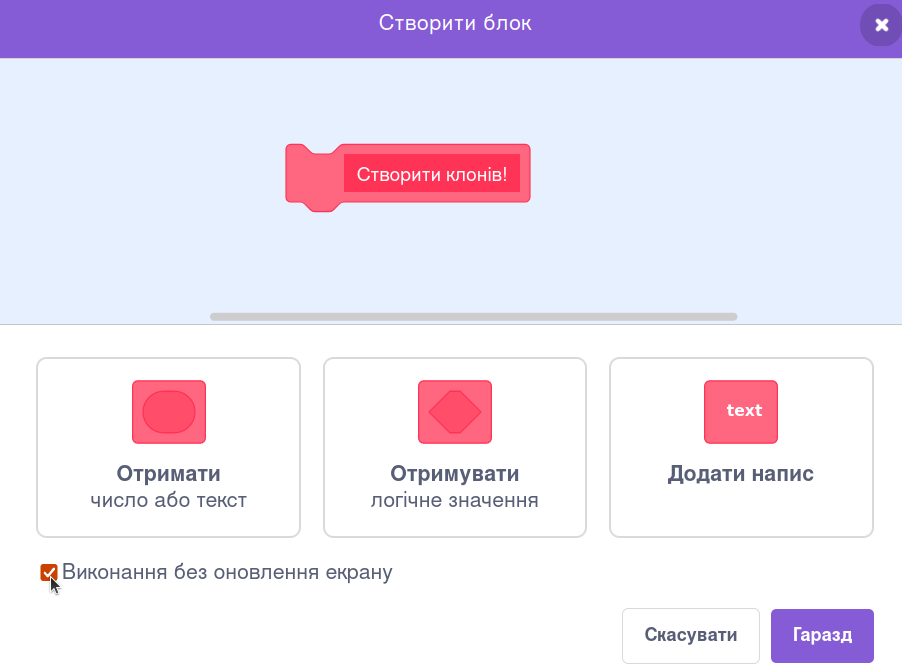 Створити блок
Створити клонів!
text
Отримати
число або текст
Отримувати
логічне значення
Додати напис
Виконання без оновлення екрану
Скасувати
Гаразд